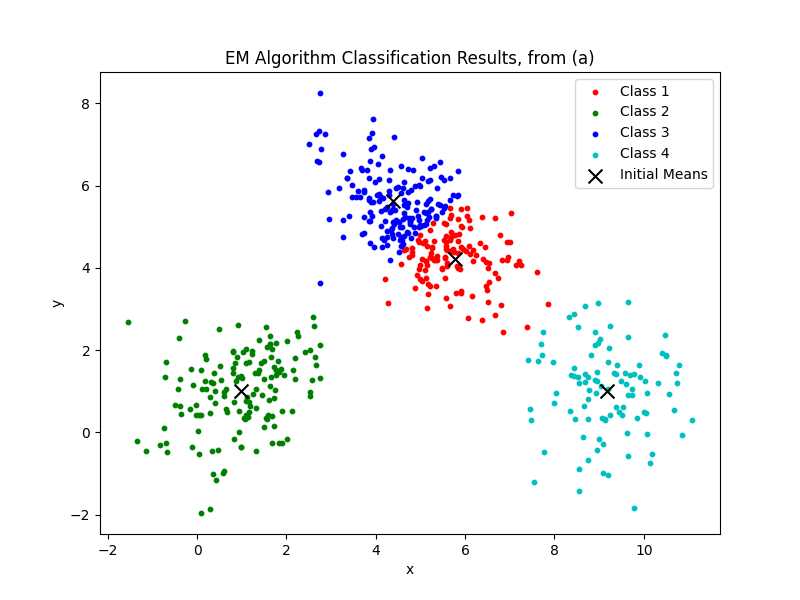 EM Algorithm Classification Results, from (a)
Class 1
Class 2
Class 3
Class 4
Initial Means
8
6
4
2
0
−2
y
−2 0 2 4 6 8 10
x